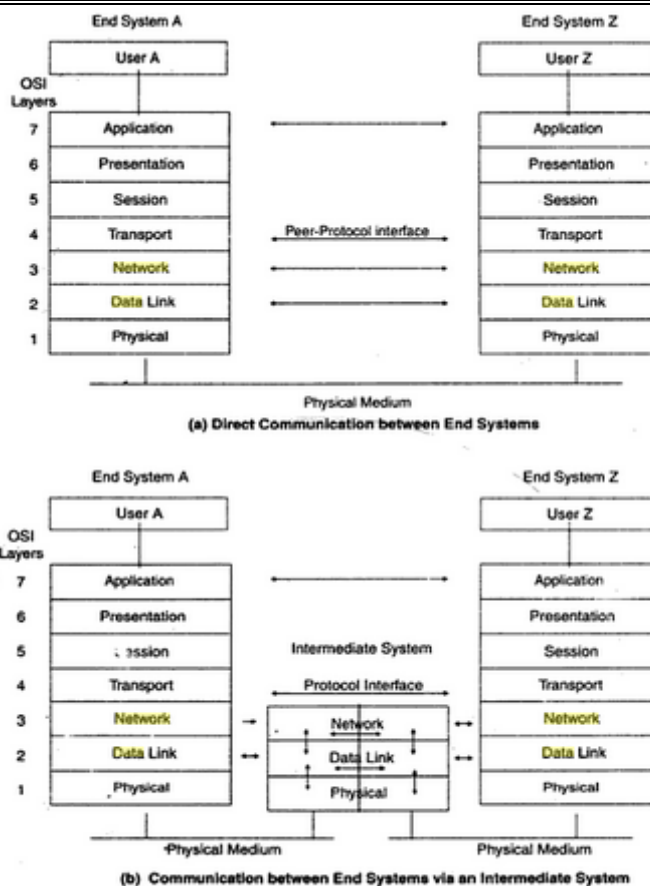 End System A End System Z
User A User Z
OSI
Layers
7 Application Application
6 Presentation Presentation
5 Session Session
4 Transport Peer-Protocol interface Transport
3 Network Network
2 Data Link Data Link
1 Physical Physical
Physical Medium
(a) Direct Communication between End Systems
End System A End System Z
User A User Z
OSI
Layers
7 Application Application
6 Presentation Presentation
5 ession Intermediate System Session
4 Transport Protocol Interface Transport
3 Network Network Network
2 Data Link Data Link Data Link
1 Physical Physical Physical
Physical Medium Physical Medium
(b) Communication between End Systems via an Intermediate System